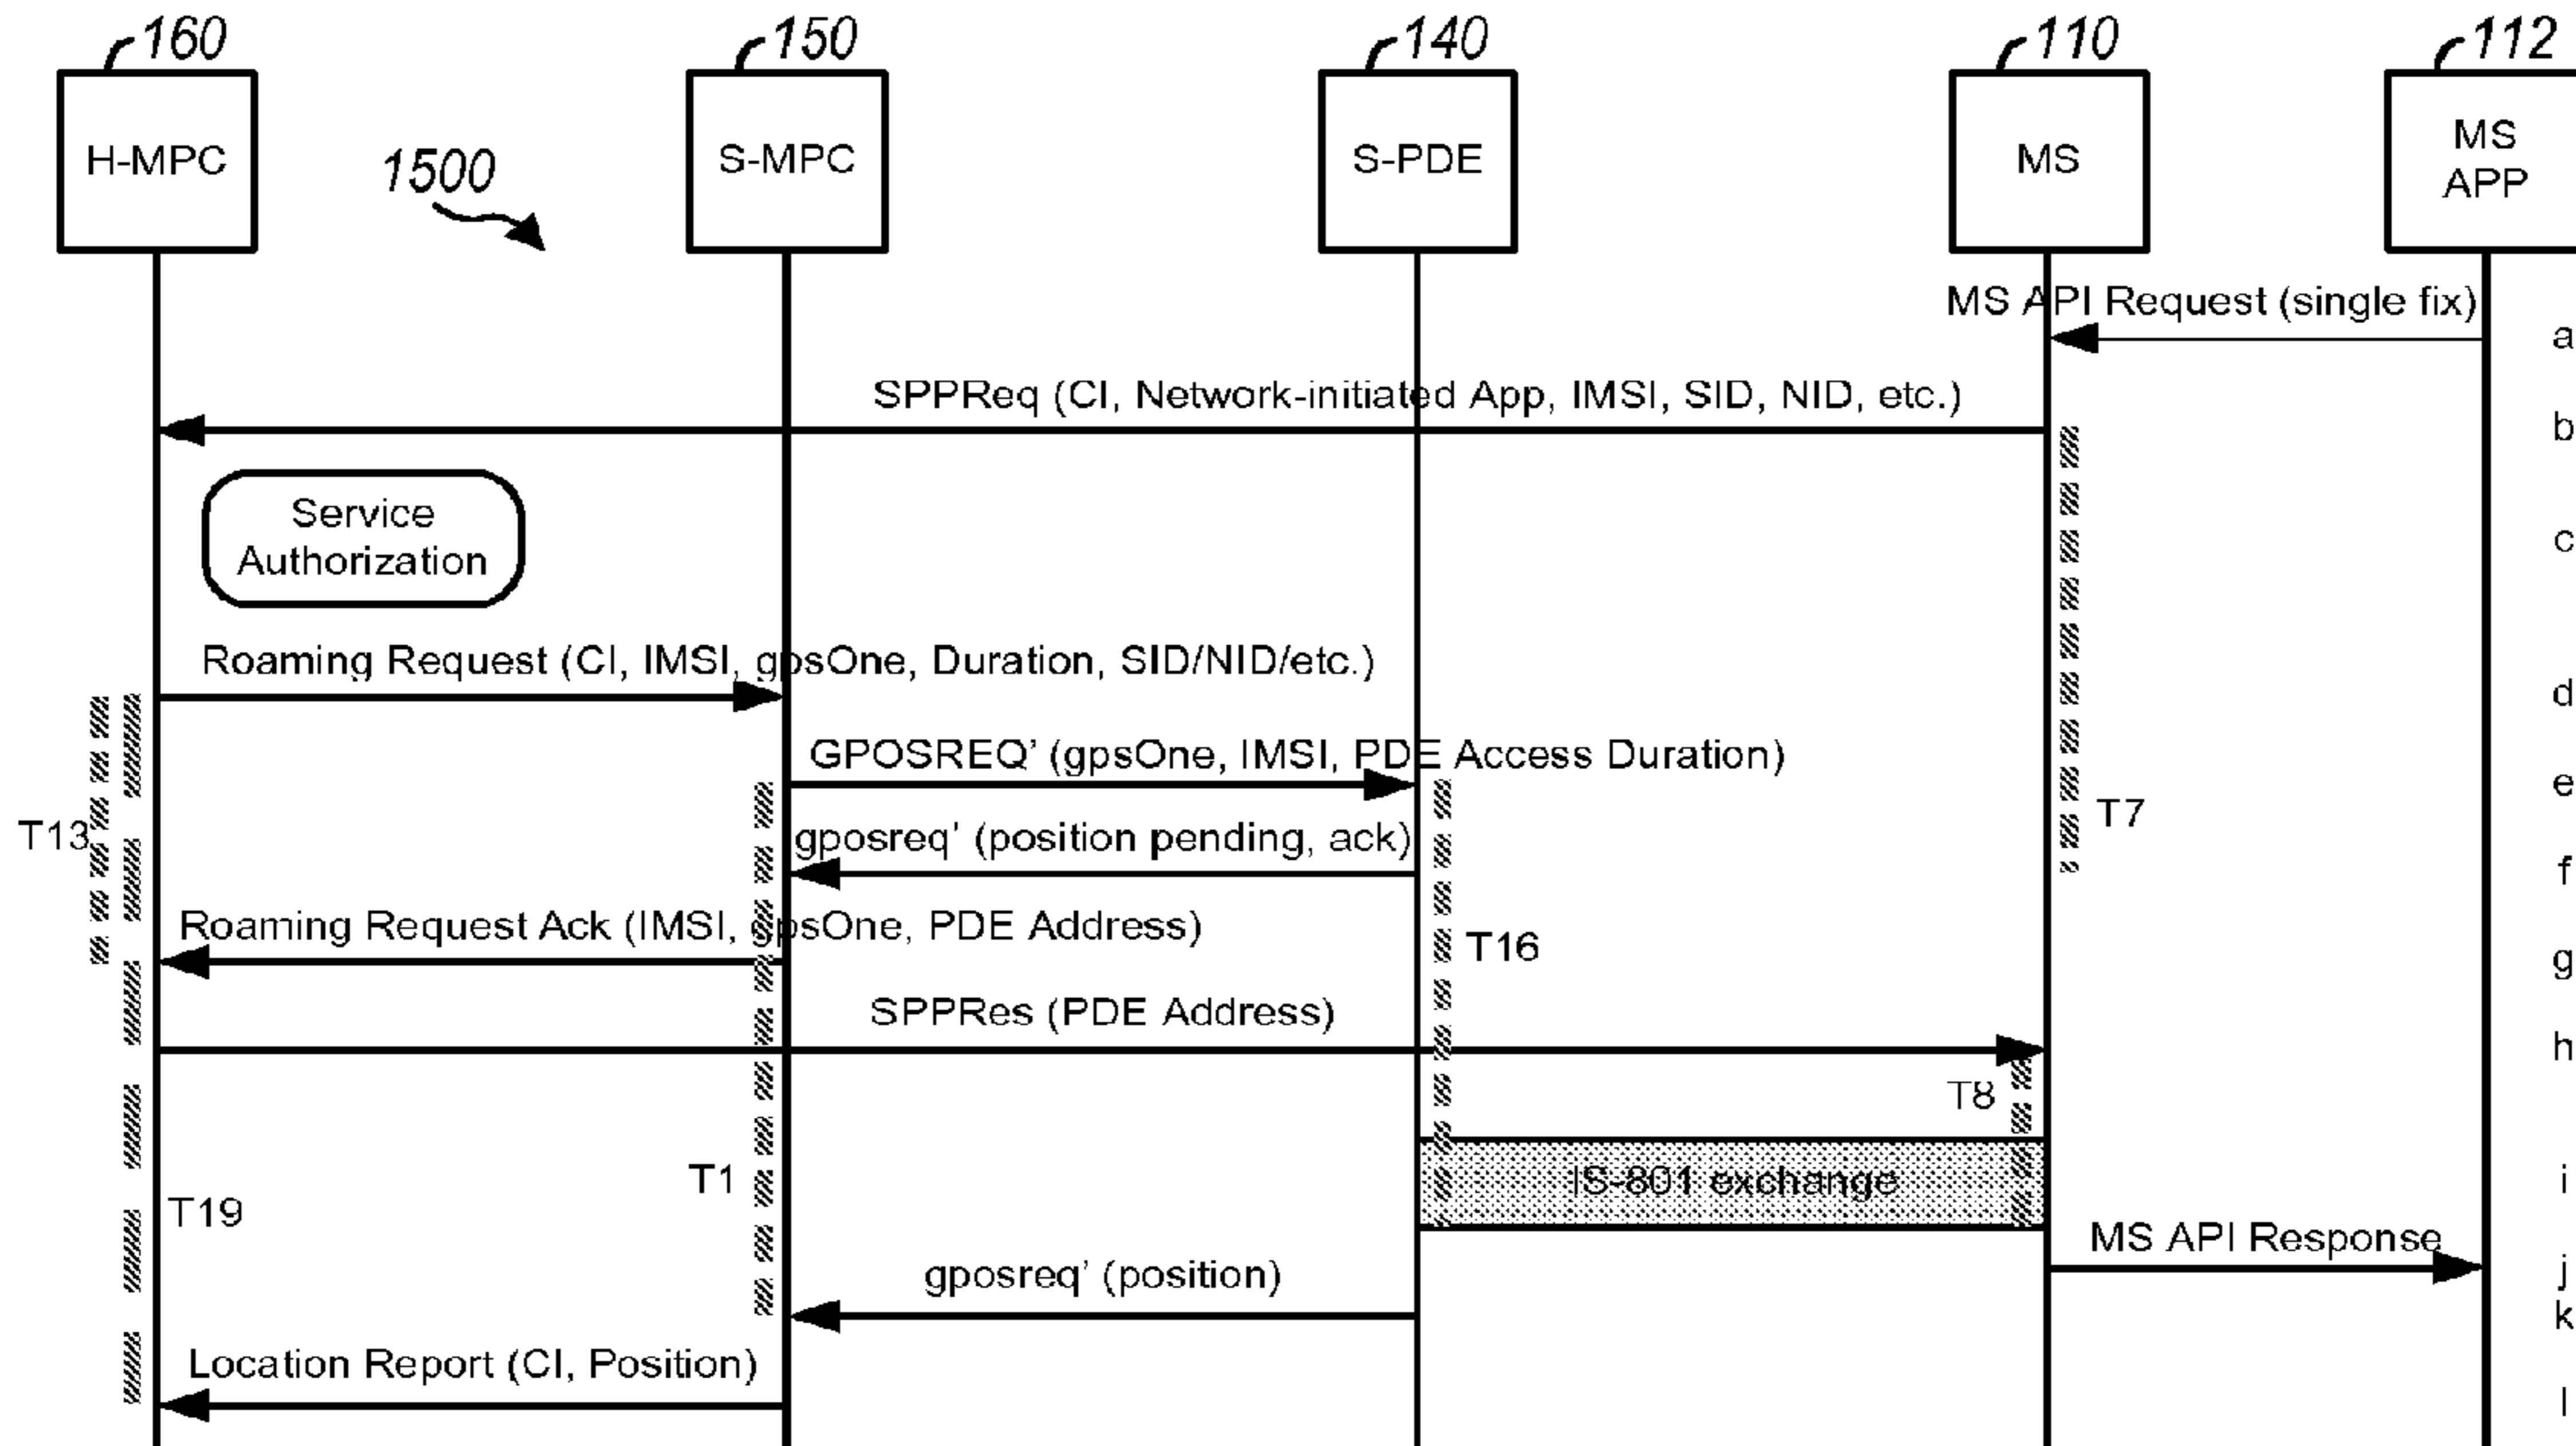 160
150
140
110
112
H-MPC
S-MPC
S-PDE
MS
MS
APP
1500
MS API Request (single fix)
a
SPPReq (CI, Network-initiated App, IMSI, SID, NID, etc.)
b
Service
Authorization
c
Roaming Request (CI, IMSI, gpsOne, Duration, SID/NID/etc.)
d
GPOSREQ' (gpsOne, IMSI, PDE Access Duration)
e
T13
T7
gposreq' (position pending, ack)
f
Roaming Request Ack (IMSI, gpsOne, PDE Address)
T16
g
SPPRes (PDE Address)
h
T8
T1
IS-801 exchange
i
T19
MS API Response
j
gposreq' (position)
k
Location Report (CI, Position)
l